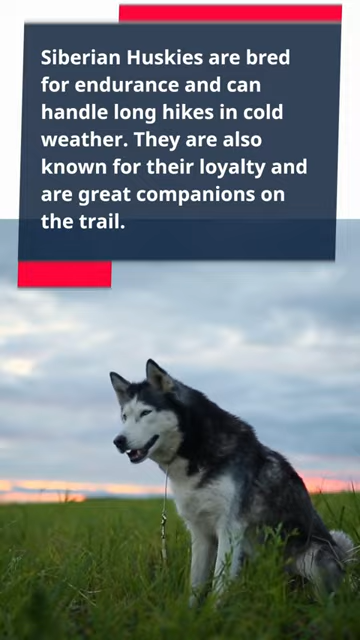 Siberian Huskies are bred
for endurance and can
handle long hikes in cold
weather. They are also
known for their loyalty and
are great companions on
the trail.